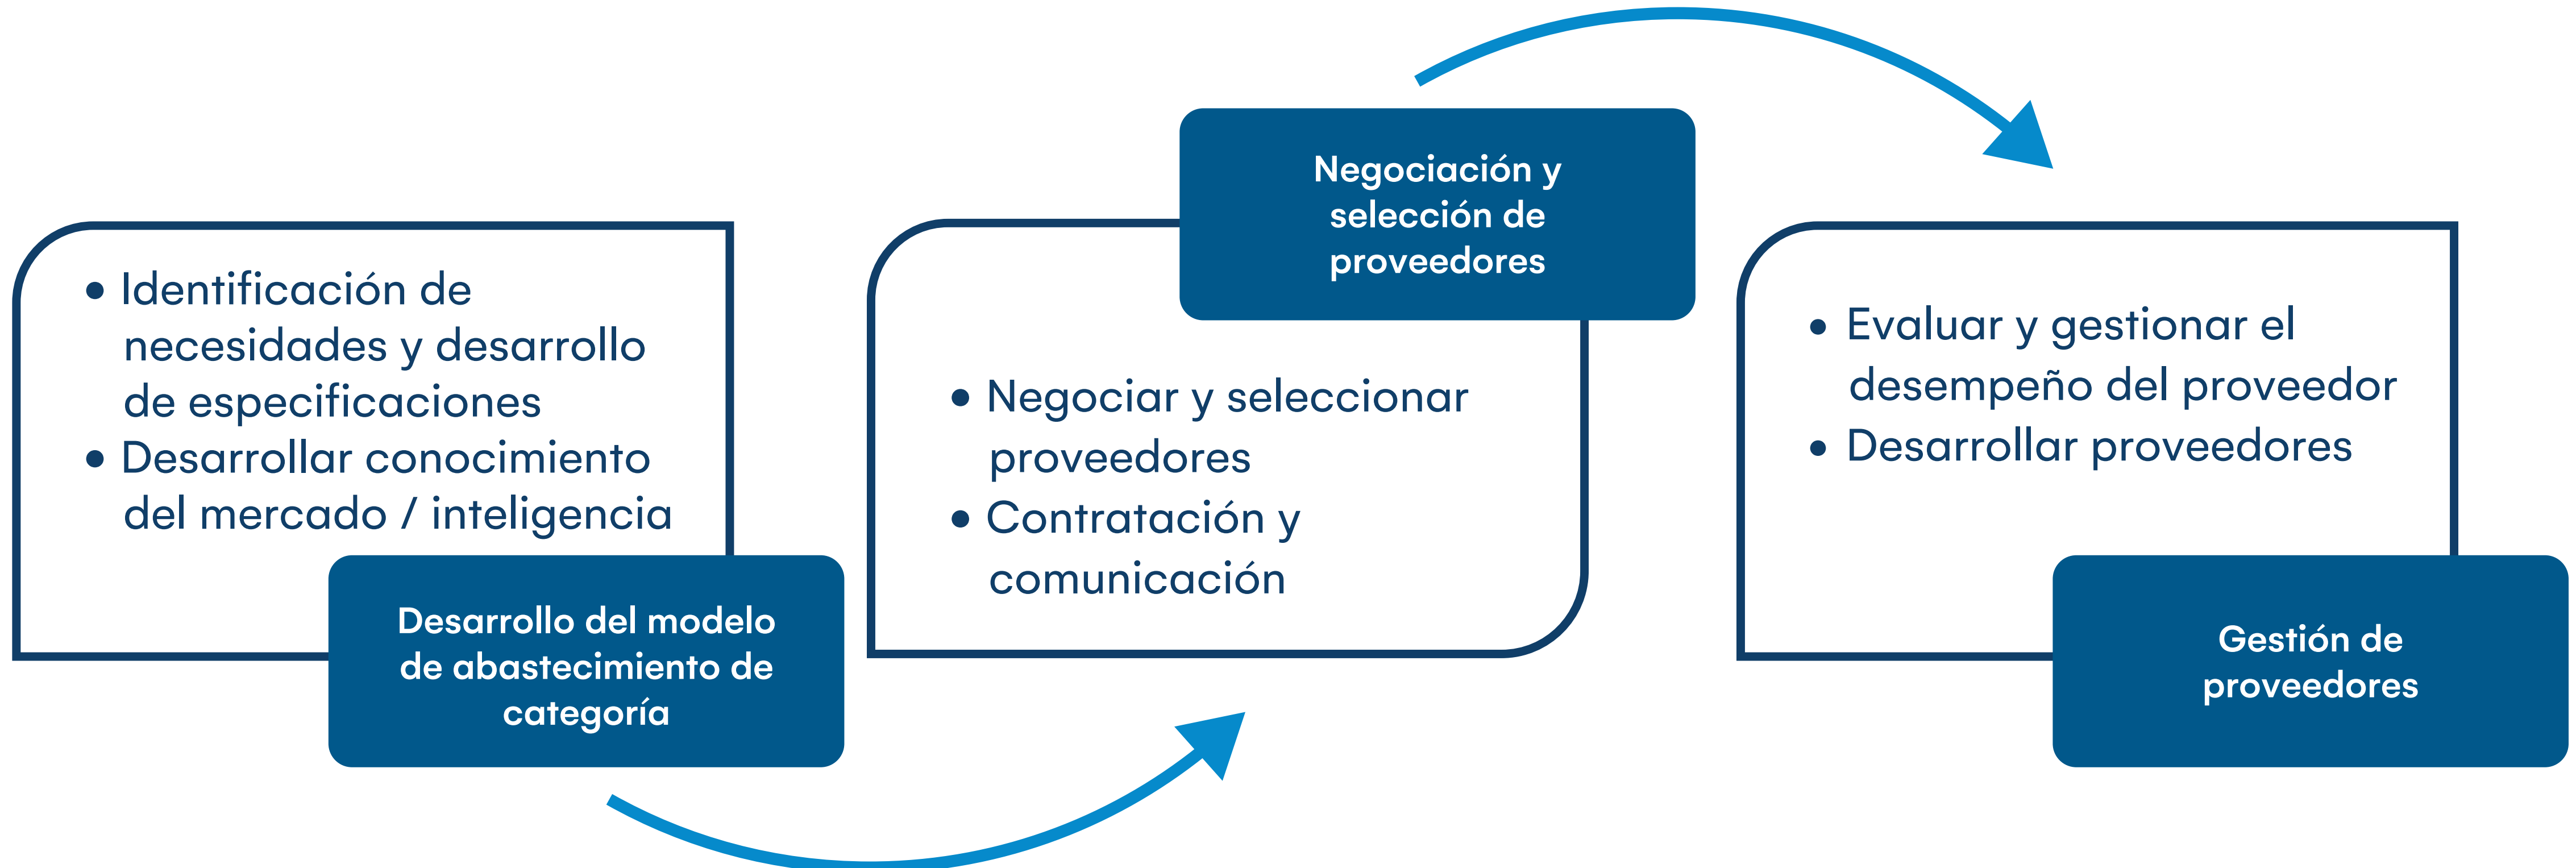 • Identificación de
necesidades y desarrollo
de especificaciones
• Desarrollar conocimiento
del mercado / inteligencia
Desarrollo del modelo
de abastecimiento de
categoría
Negociación y
selección de
proveedores
• Negociar y seleccionar
proveedores
• Contratación y
comunicación
• Evaluar y gestionar el
desempeño del proveedor
• Desarrollar proveedores
Gestión de
proveedores